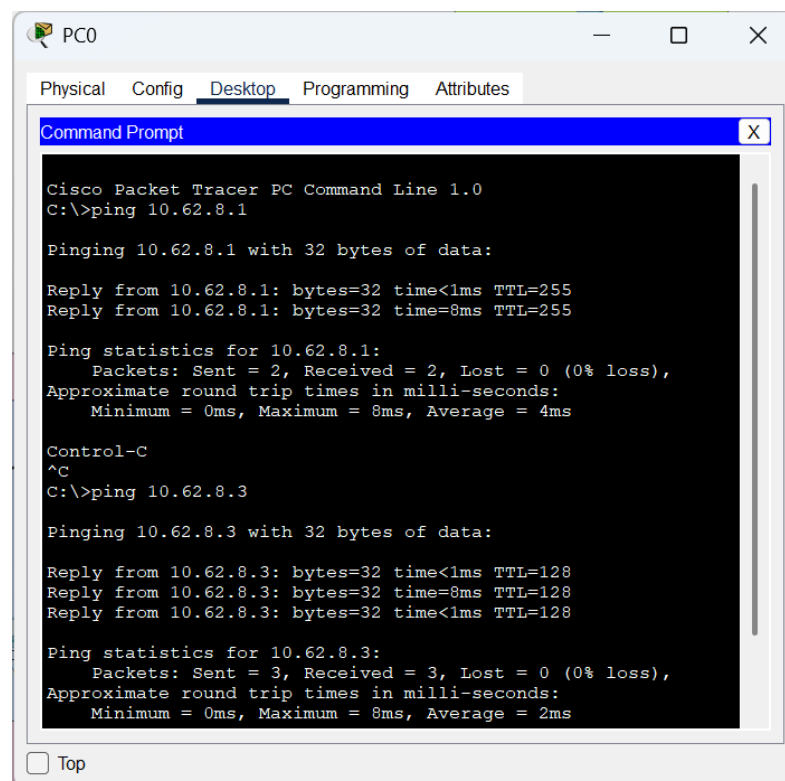 PC0
Physical Config Desktop Programming Attributes
Command Prompt
X
Cisco Packet Tracer PC Command Line 1.0
C:\>ping 10.62.8.1
Pinging 10.62.8.1 with 32 bytes of data:
Reply from 10.62.8.1: bytes=32 time<1ms TTL=255
Reply from 10.62.8.1: bytes=32 time=8ms TTL=255
Ping statistics for 10.62.8.1:
Packets: Sent = 2, Received = 2, Lost = 0 (0% loss),
Approximate round trip times in milli-seconds:
Minimum = 0ms, Maximum = 8ms, Average = 4ms
Control-C
^C
C:\>ping 10.62.8.3
Pinging 10.62.8.3 with 32 bytes of data:
Reply from 10.62.8.3: bytes=32 time<1ms TTL=128
Reply from 10.62.8.3: bytes=32 time=8ms TTL=128
Reply from 10.62.8.3: bytes=32 time<1ms TTL=128
Ping statistics for 10.62.8.3:
Packets: Sent = 3, Received = 3, Lost = 0 (0% loss),
Approximate round trip times in milli-seconds:
Minimum = 0ms, Maximum = 8ms, Average = 2ms
Top